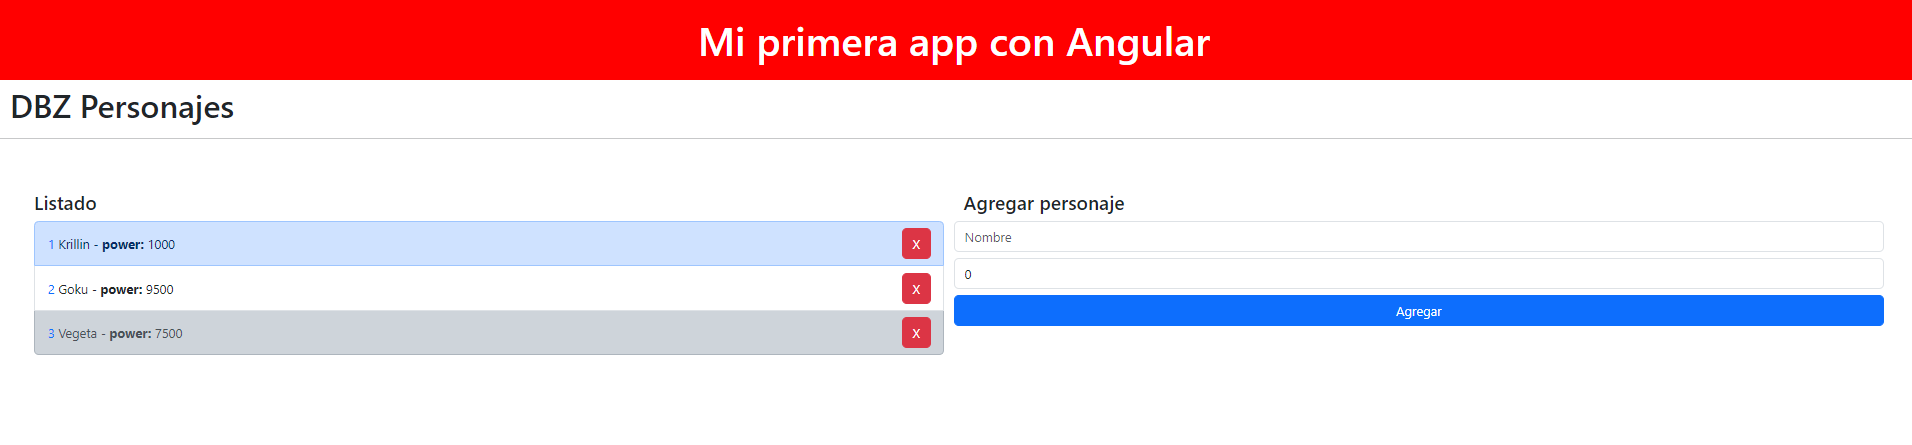 Mi primera app con Angular
DBZ Personajes
Listado
1 Krillin - power: 1000 X
2 Goku - power: 9500 X
3 Vegeta - power: 7500 X
Agregar personaje
Nombre
0
Agregar